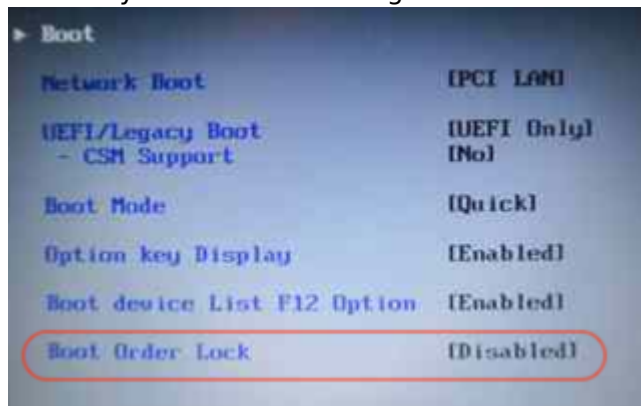 ▸ Boot
Network Boot [PCI LAN]
UEFI/Legacy Boot [UEFI Only]
- CSM Support [No]
Boot Mode [Quick]
Option key Display [Enabled]
Boot device List F12 Option [Enabled]
Boot Order Lock [Disabled]